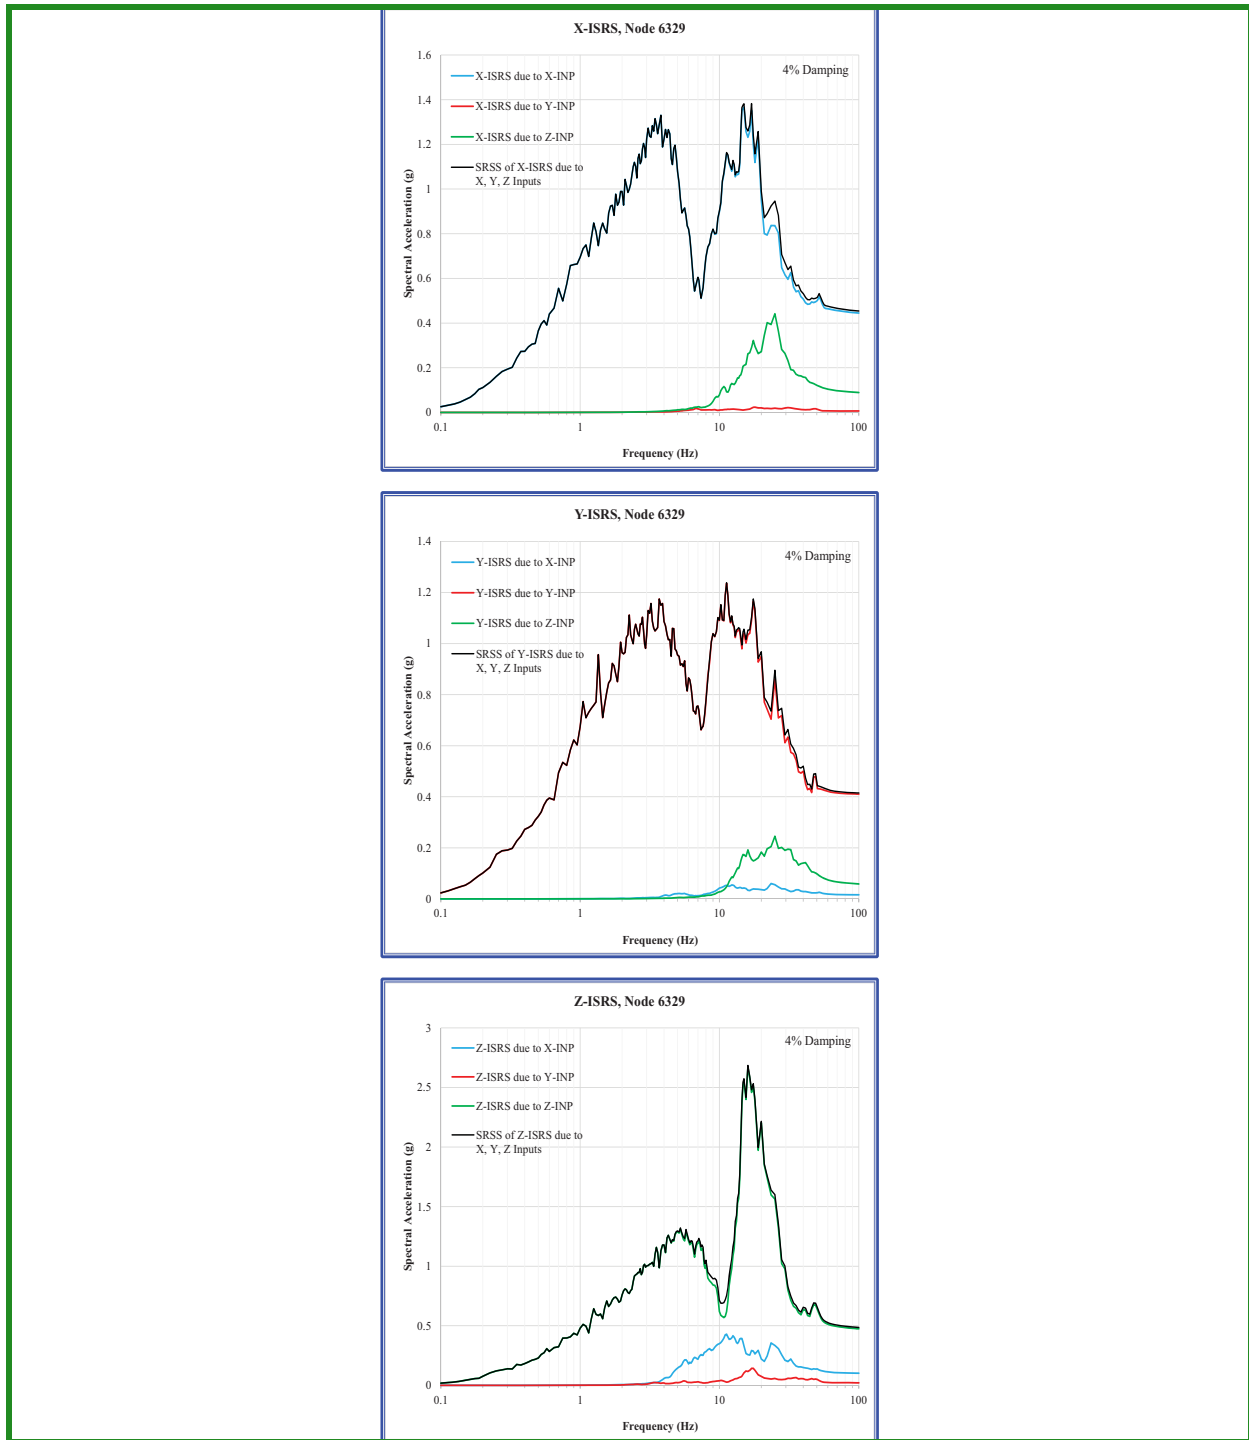 X-ISRS, Node 6329
4% Damping
X-ISRS due to X-INP
X-ISRS due to Y-INP
X-ISRS due to Z-INP
SRSS of X-ISRS due to
X, Y, Z Inputs
Spectral Acceleration (g)
1.6
1.4
1.2
1
0.8
0.6
0.4
0.2
0
0.1
1
10
100
Frequency (Hz)
Y-ISRS, Node 6329
4% Damping
Y-ISRS due to X-INP
Y-ISRS due to Y-INP
Y-ISRS due to Z-INP
SRSS of Y-ISRS due to
X, Y, Z Inputs
Spectral Acceleration (g)
1.4
1.2
1
0.8
0.6
0.4
0.2
0
0.1
1
10
100
Frequency (Hz)
Z-ISRS, Node 6329
4% Damping
Z-ISRS due to X-INP
Z-ISRS due to Y-INP
Z-ISRS due to Z-INP
SRSS of Z-ISRS due to
X, Y, Z Inputs
Spectral Acceleration (g)
3
2.5
2
1.5
1
0.5
0
0.1
1
10
100
Frequency (Hz)